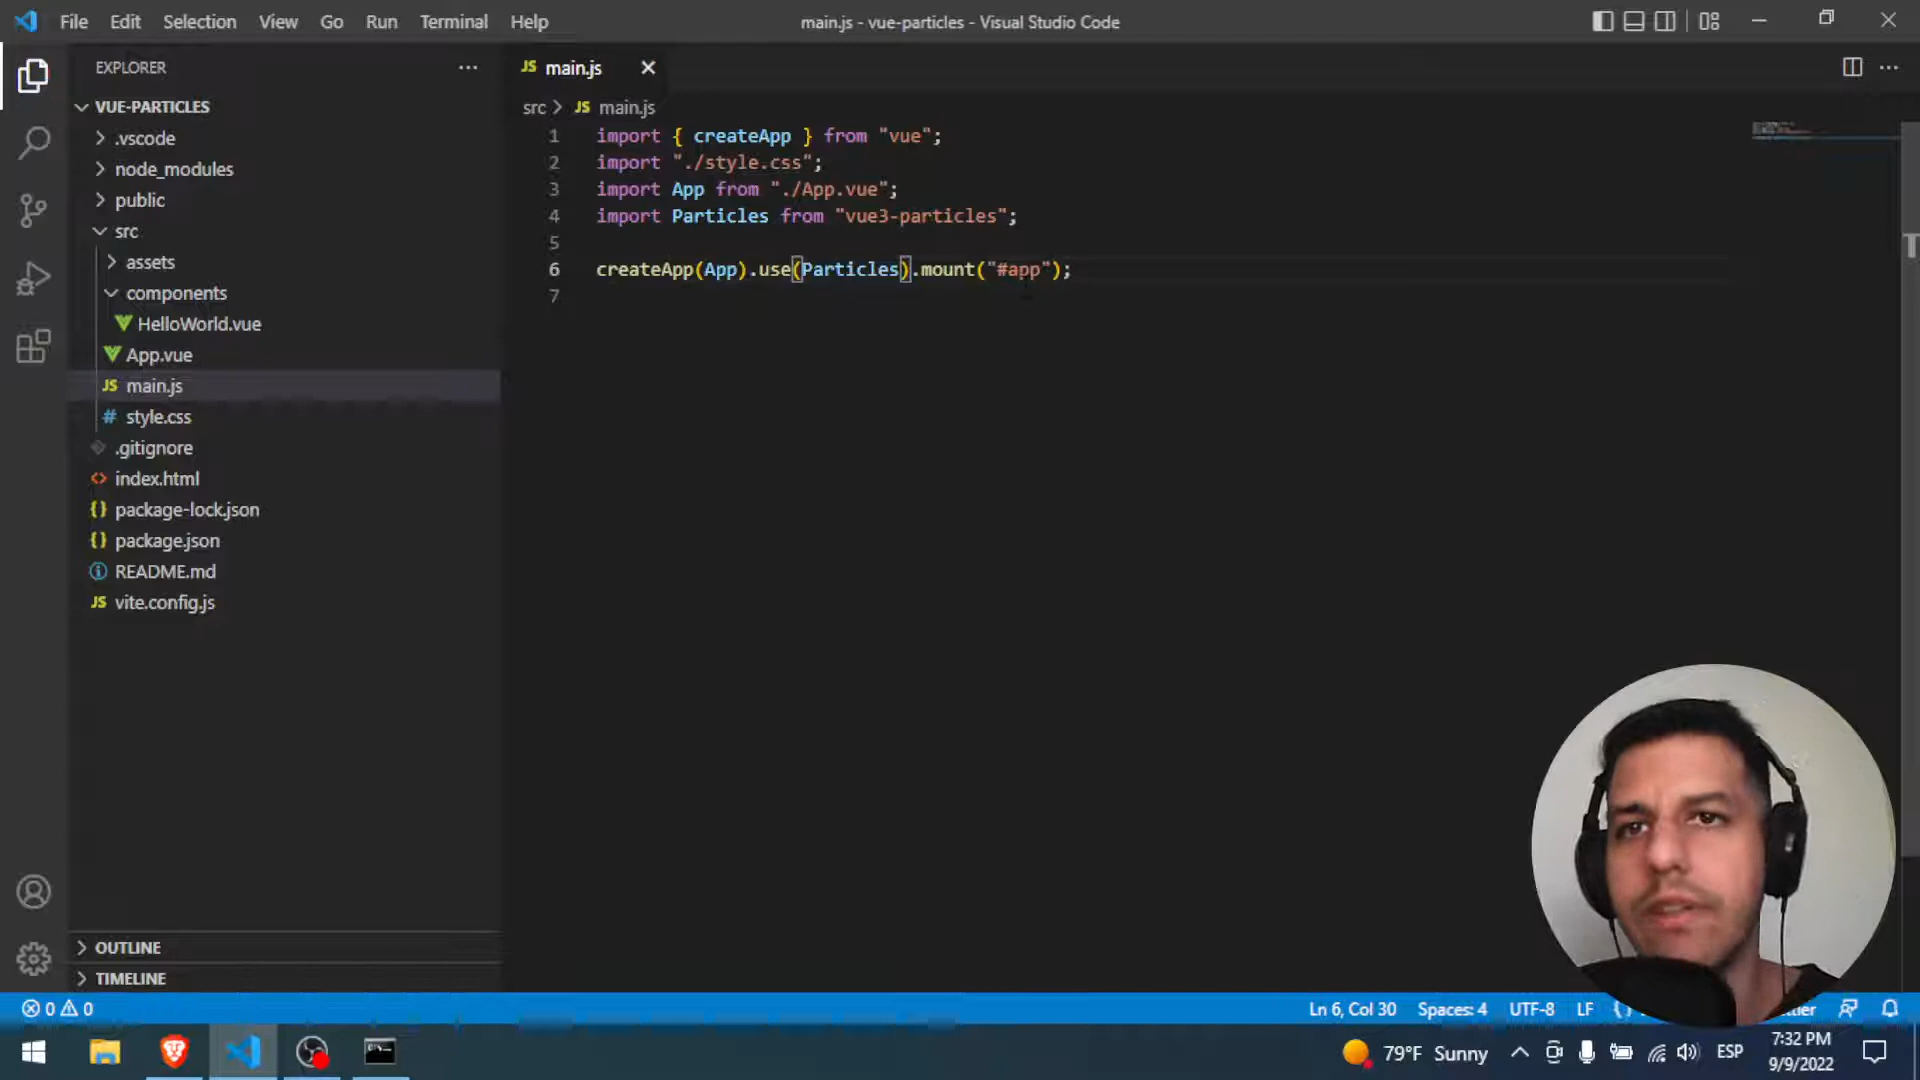 File Edit Selection View Go Run Terminal Help
main.js - vue-particles - Visual Studio Code
EXPLORER
VUE-PARTICLES
.vscode
node_modules
public
src
assets
components
HelloWorld.vue
App.vue
JS main.js
# style.css
.gitignore
<> index.html
{} package-lock.json
{} package.json
README.md
JS vite.config.js
OUTLINE
TIMELINE
JS main.js
src > JS main.js
1 import { createApp } from "vue";
2 import "./style.css";
3 import App from "./App.vue";
4 import Particles from "vue3-particles";
5
6 createApp(App).use(Particles).mount("#app");
7
0 0
Ln 6, Col 30 Spaces: 4 UTF-8 LF {
79°F Sunny
ESP
7:32 PM
9/9/2022